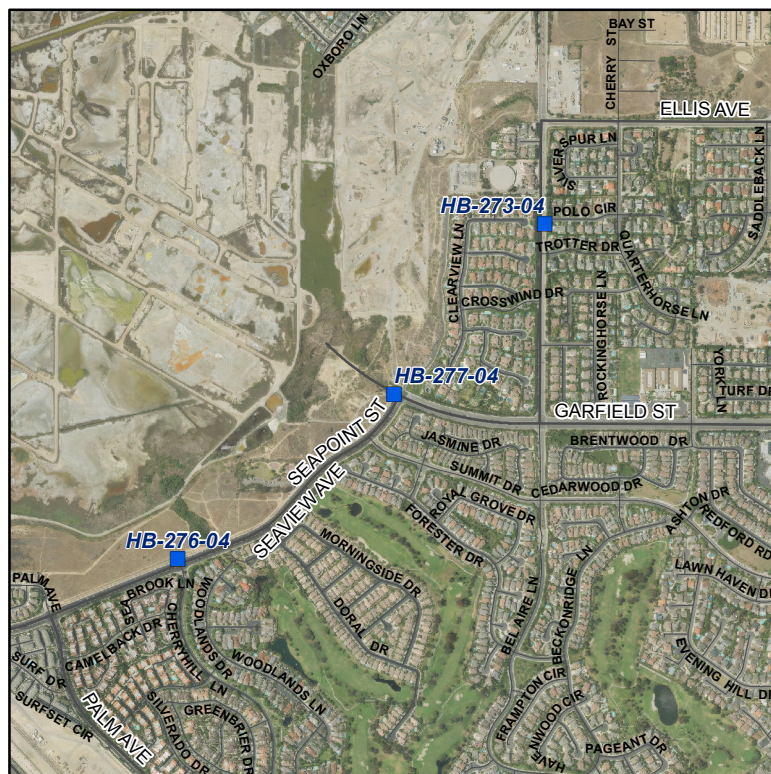 BAY ST
OXBORO LN
CHERRY ST
ELLIS AVE
SILVER SPUR LN
SADDLEBACK LN
HB-273-04
POLO CIR
TROTTER DR
CLEARVIEW LN
QUARTERHORSE LN
CROSSWIND DR
ROCKINGHORSE LN
YORK LN
TURF DR
HB-277-04
GARFIELD ST
SEAPOINT ST
SEAVIEW AVE
JASMINE DR
BRENTWOOD DR
SUMMIT DR
CEDARWOOD DR
ROYAL GROVE DR
FORESTER DR
ASHTON DR
REDFORD RD
HB-276-04
MORNINGSIDE DR
DORAL DR
BEL AIRE LN
BECKONRIDGE LN
LAWN HAVEN DR
EVENING HILL DR
PALM AVE
BROOK LN
SEA
WOODLANDS DR
CAMELBACK DR
CHERRYHILL LN
WOODLANDS LN
SURF DR
SURFSET CIR
PALM AVE
SILVERADO DR
GREENBRIER DR
FRAMPTON CIR
HAVENWOOD CIR
PAGEANT DR